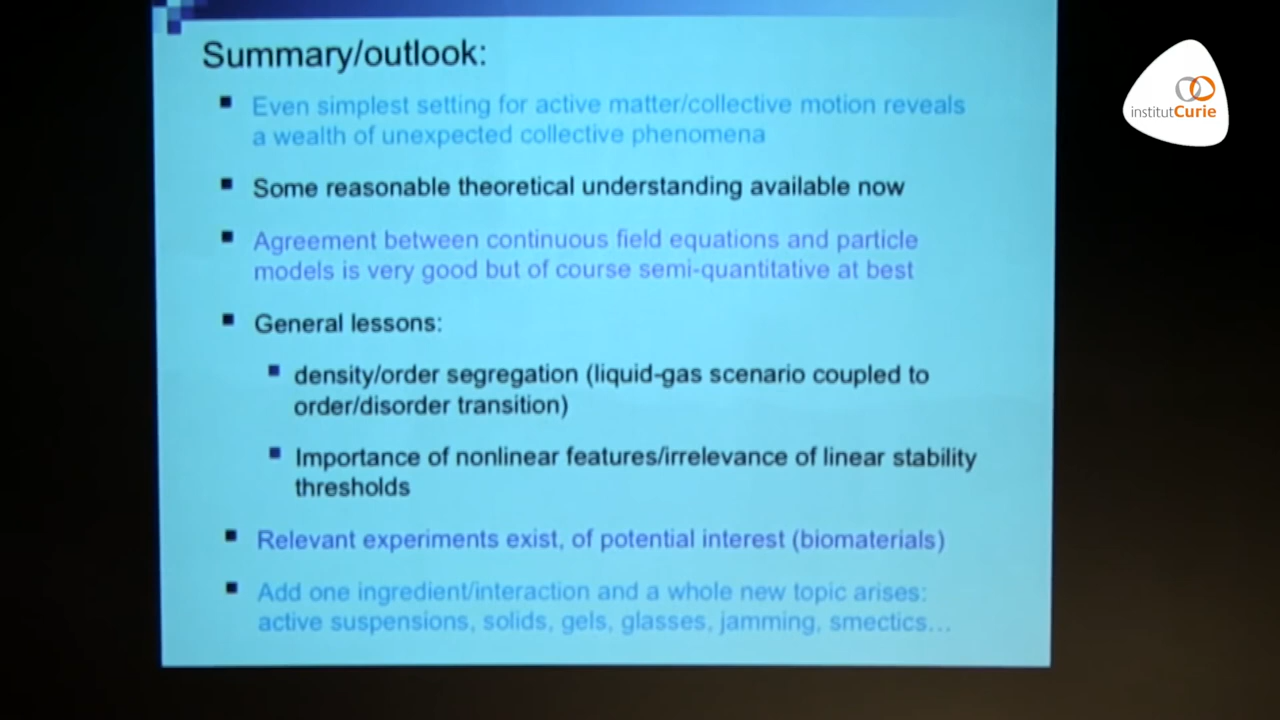 Summary/outlook:
Even simplest setting for active matter/collective motion reveals
a wealth of unexpected collective phenomena
Some reasonable theoretical understanding available now
Agreement between continuous field equations and particle
models is very good but of course semi-quantitative at best
General lessons:
density/order segregation (liquid-gas scenario coupled to
order/disorder transition)
Importance of nonlinear features/irrelevance of linear stability
thresholds
Relevant experiments exist, of potential interest (biomaterials)
Add one ingredient/interaction and a whole new topic arises:
active suspensions, solids, gels, glasses, jamming, smectics...
institutCurie